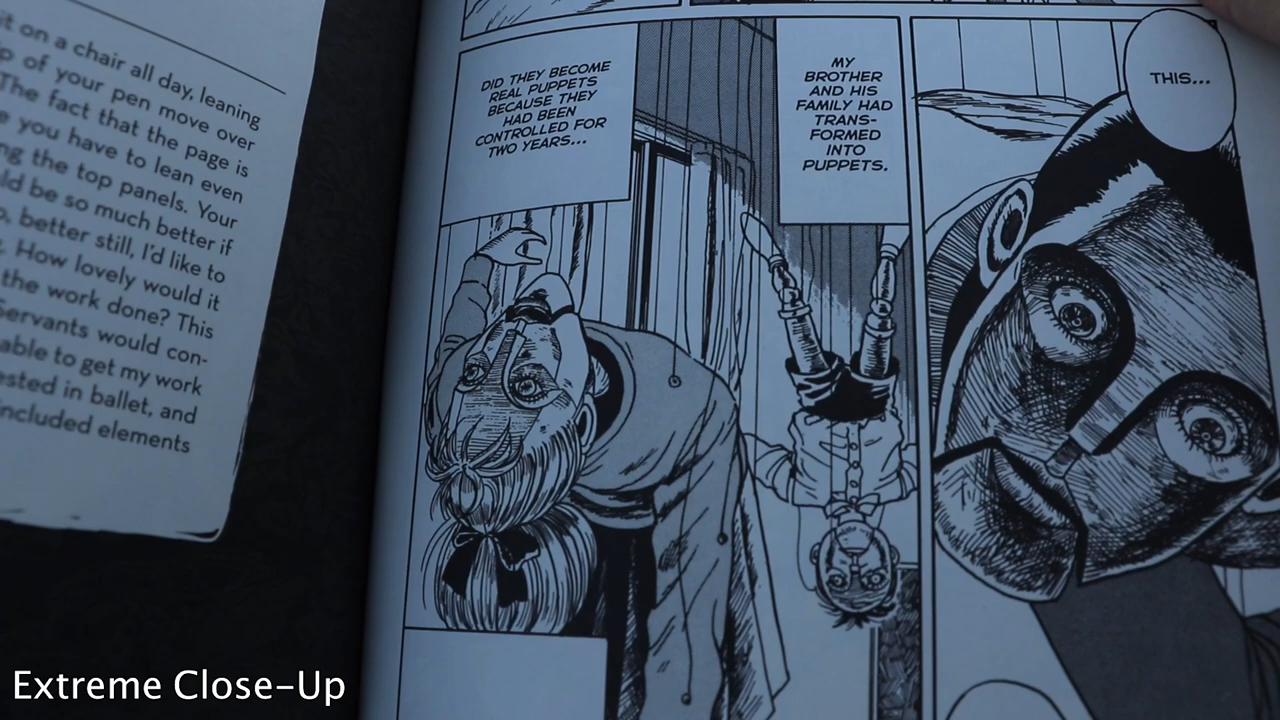 it on a chair all day, leaning
of your pen move over
The fact that the page is
you have to lean even
the top panels. Your
be so much better if
better still, I'd like to
How lovely would it
the work done? This
Servants would con-
able to get my work
in ballet, and
included elements
DID THEY BECOME
REAL PUPPETS
BECAUSE THEY
HAD BEEN
CONTROLLED FOR
TWO YEARS...
MY
BROTHER
AND HIS
FAMILY HAD
TRANS-
FORMED
INTO
PUPPETS.
THIS...
Extreme Close-Up